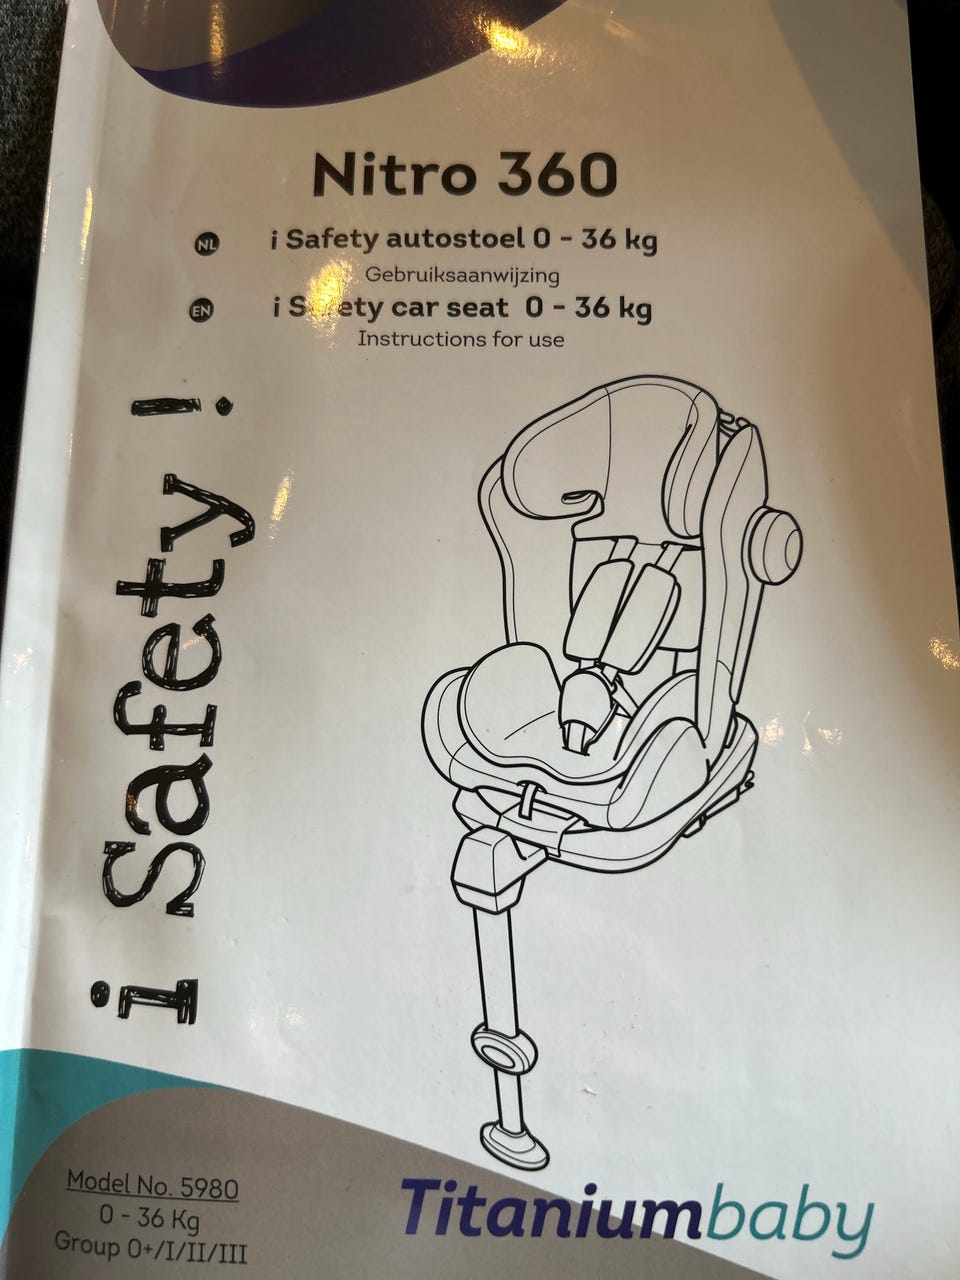 Nitro 360
NL i Safety autostoel 0 - 36 kg
Gebruiksaanwijzing
EN i Safety car seat 0 - 36 kg
Instructions for use
i Safety !
Model No. 5980
0 - 36 Kg
Group 0+/I/II/III
Titaniumbaby